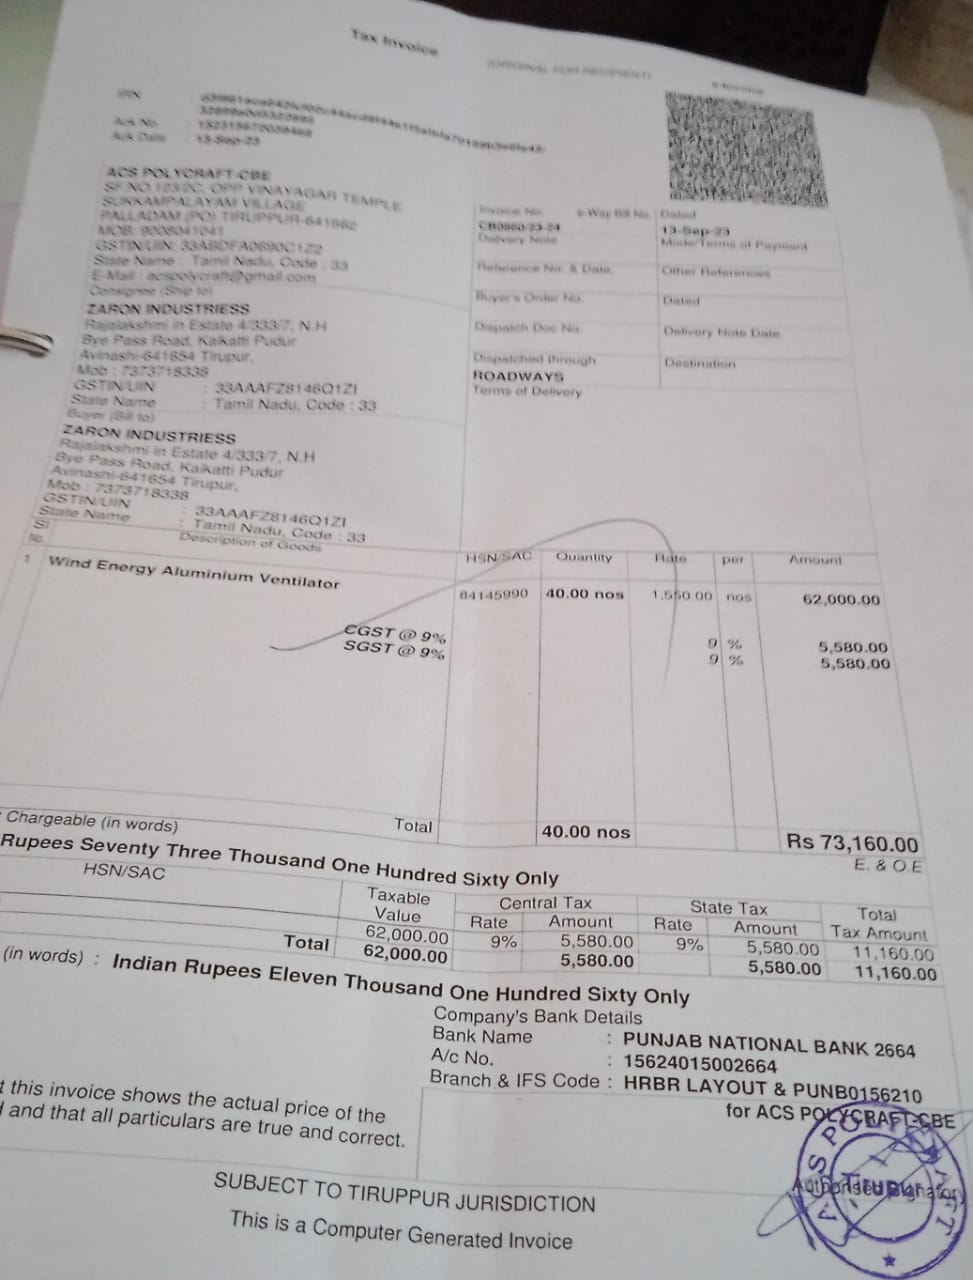 Tax Invoice
(ORIGINAL FOR RECIPIENT)
e-Invoice
IRN :
Ack No. :
Ack Date : 13-Sep-23
ACS POLYCRAFT-CBE
SF NO.123/2C, OPP VINAYAGAR TEMPLE
SUKKAMPALAYAM VILLAGE
PALLADAM (PO) TIRUPPUR-641662
MOB: 9008041041
GSTIN/UIN: 33ABDFA0690C1Z2
State Name : Tamil Nadu, Code : 33
E-Mail : acspolycraft@gmail.com
Invoice No. e-Way Bill No. Dated
CB0860/23-24 13-Sep-23
Delivery Note Mode/Terms of Payment
Reference No. & Date. Other References
Buyer's Order No. Dated
Dispatch Doc No. Delivery Note Date
Dispatched through Destination
ROADWAYS
Terms of Delivery
Consignee (Ship to)
ZARON INDUSTRIESS
Rajalakshmi in Estate 4/333/7, N.H
Bye Pass Road, Kaikatti Pudur
Avinashi-641654 Tirupur.
Mob : 7373718338
GSTIN/UIN : 33AAAFZ8146Q1ZI
State Name : Tamil Nadu, Code : 33
Buyer (Bill to)
ZARON INDUSTRIESS
Rajalakshmi in Estate 4/333/7, N.H
Bye Pass Road, Kaikatti Pudur
Avinashi-641654 Tirupur.
Mob : 7373718338
GSTIN/UIN : 33AAAFZ8146Q1ZI
State Name : Tamil Nadu, Code : 33
Sl No. Description of Goods HSN/SAC Quantity Rate per Amount
1 Wind Energy Aluminium Ventilator 84145990 40.00 nos 1,550.00 nos 62,000.00
CGST @ 9% 9 % 5,580.00
SGST @ 9% 9 % 5,580.00
Total 40.00 nos Rs 73,160.00
Chargeable (in words) E. & O.E
Rupees Seventy Three Thousand One Hundred Sixty Only
HSN/SAC Taxable Value Central Tax State Tax Total Tax Amount
Rate Amount Rate Amount
62,000.00 9% 5,580.00 9% 5,580.00 11,160.00
Total 62,000.00 5,580.00 5,580.00 11,160.00
(in words) : Indian Rupees Eleven Thousand One Hundred Sixty Only
Company's Bank Details
Bank Name : PUNJAB NATIONAL BANK 2664
A/c No. : 15624015002664
Branch & IFS Code : HRBR LAYOUT & PUNB0156210
for ACS POLYCRAFT-CBE
this invoice shows the actual price of the
and that all particulars are true and correct.
Authorised Signatory
Tirupur
SUBJECT TO TIRUPPUR JURISDICTION
This is a Computer Generated Invoice